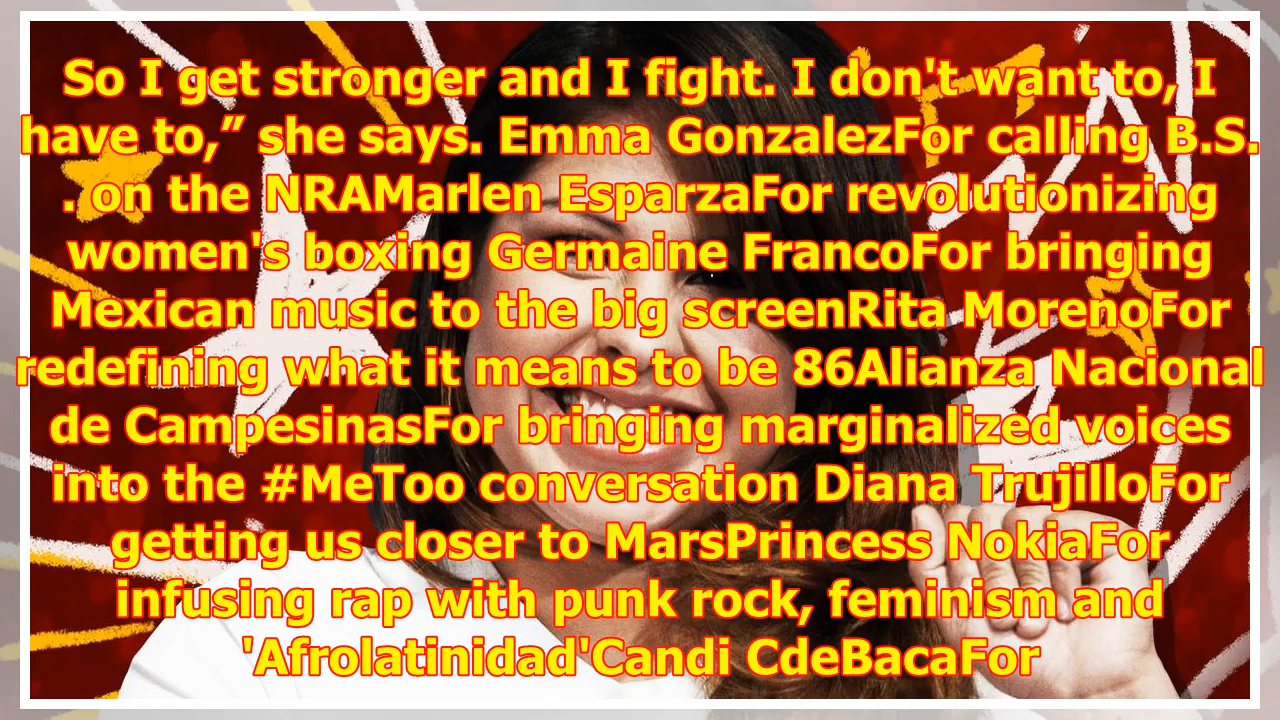 So I get stronger and I fight. I don't want to, I
have to,” she says. Emma GonzalezFor calling B.S.
. on the NRAMarlen EsparzaFor revolutionizing
women's boxing Germaine FrancoFor bringing
Mexican music to the big screenRita MorenoFor
redefining what it means to be 86Alianza Nacional
de CampesinasFor bringing marginalized voices
into the #MeToo conversation Diana TrujilloFor
getting us closer to MarsPrincess NokiaFor
infusing rap with punk rock, feminism and
'Afrolatinidad'Candi CdeBacaFor